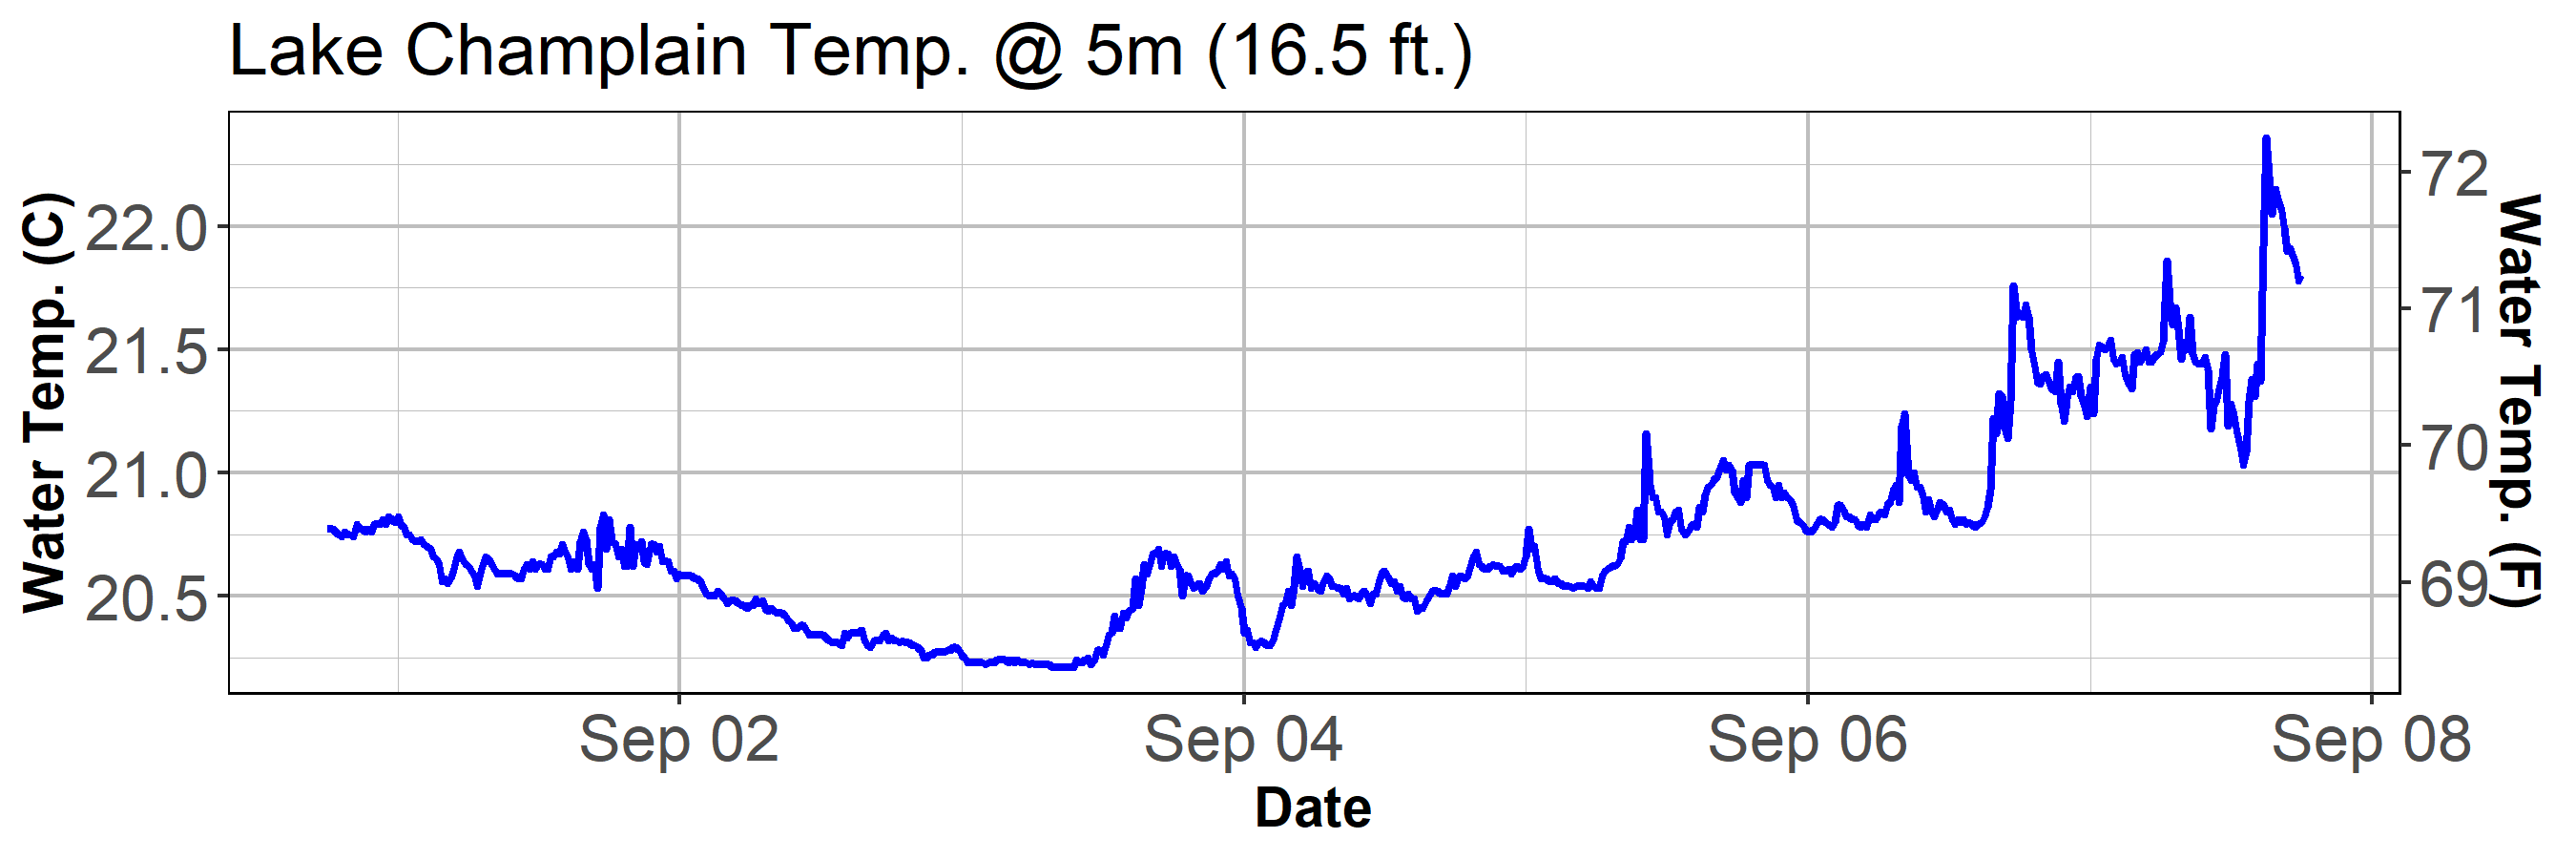 Lake Champlain Temp. @ 5m (16.5 ft.)
Water Temp. (C)
22.0
21.5
21.0
20.5
72
71
70
69
Water Temp. (F)
Sep 02 Sep 04 Sep 06 Sep 08
Date